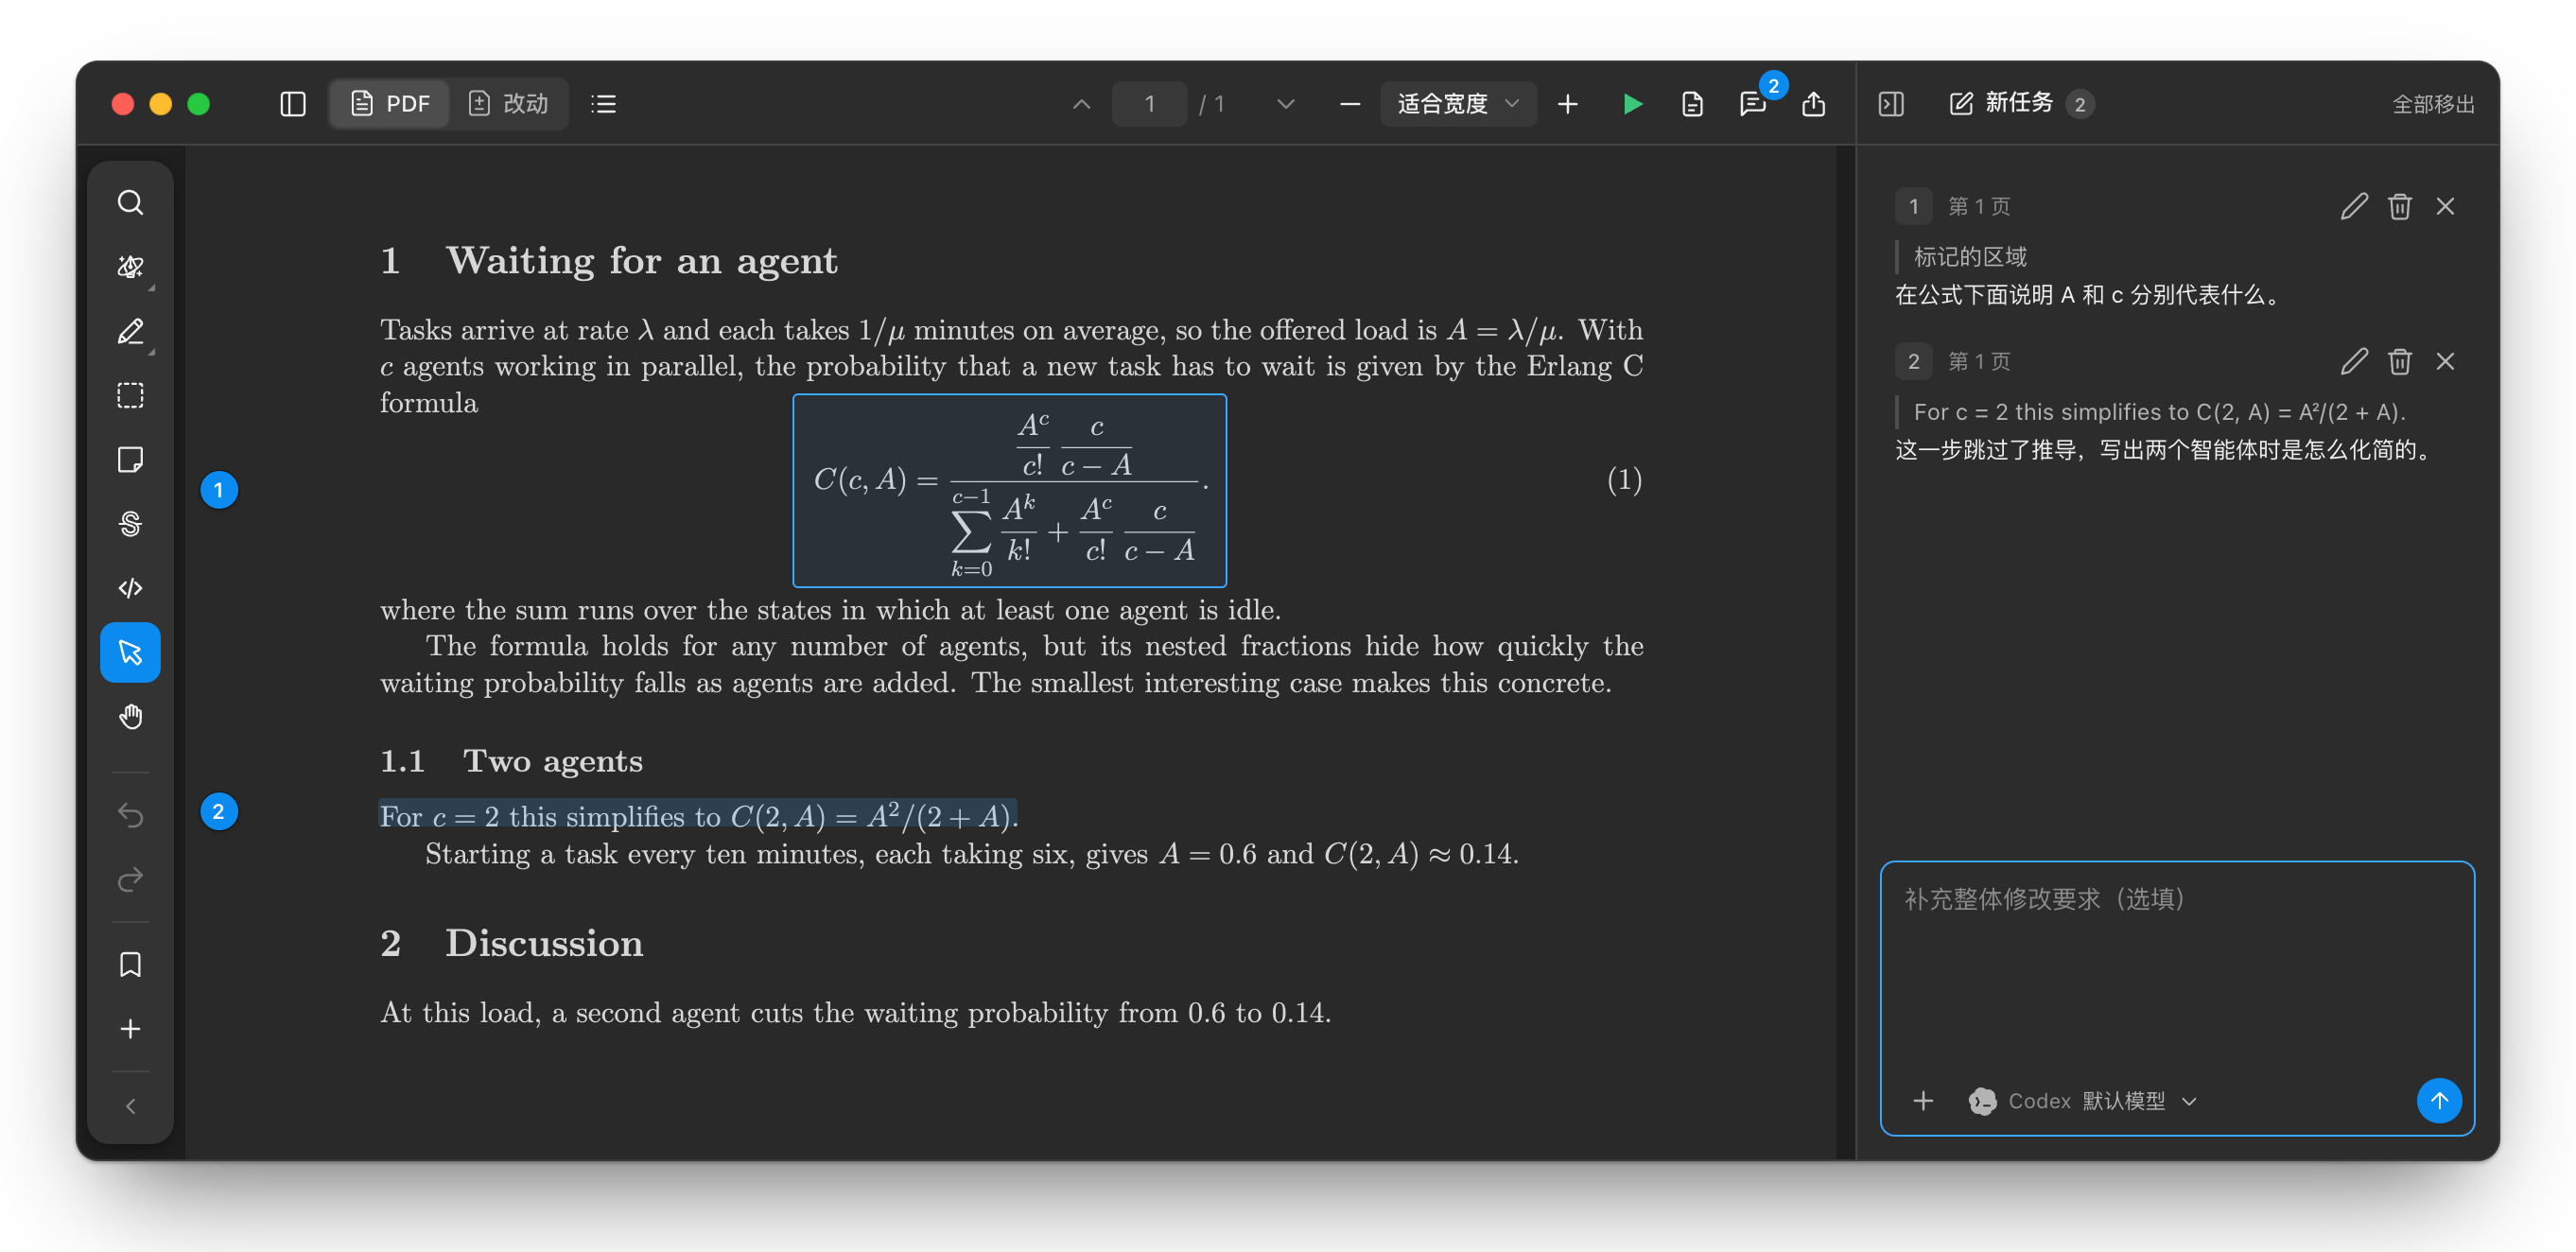 PDF 改动 1 / 1 适合宽度 2 新任务 2 全部移出
1 Waiting for an agent
Tasks arrive at rate λ and each takes 1/μ minutes on average, so the offered load is A = λ/μ. With
c agents working in parallel, the probability that a new task has to wait is given by the Erlang C
formula
1
C(c, A) = \frac{\frac{A^c}{c!} \frac{c}{c − A}}{\sum_{k=0}^{c−1} \frac{A^k}{k!} + \frac{A^c}{c!} \frac{c}{c − A}}. (1)
where the sum runs over the states in which at least one agent is idle.
The formula holds for any number of agents, but its nested fractions hide how quickly the
waiting probability falls as agents are added. The smallest interesting case makes this concrete.
1.1 Two agents
2
For c = 2 this simplifies to C(2, A) = A²/(2 + A).
Starting a task every ten minutes, each taking six, gives A = 0.6 and C(2, A) ≈ 0.14.
2 Discussion
At this load, a second agent cuts the waiting probability from 0.6 to 0.14.
1 第 1 页
标记的区域
在公式下面说明 A 和 c 分别代表什么。
2 第 1 页
For c = 2 this simplifies to C(2, A) = A²/(2 + A).
这一步跳过了推导，写出两个智能体时是怎么化简的。
补充整体修改要求（选填）
Codex 默认模型